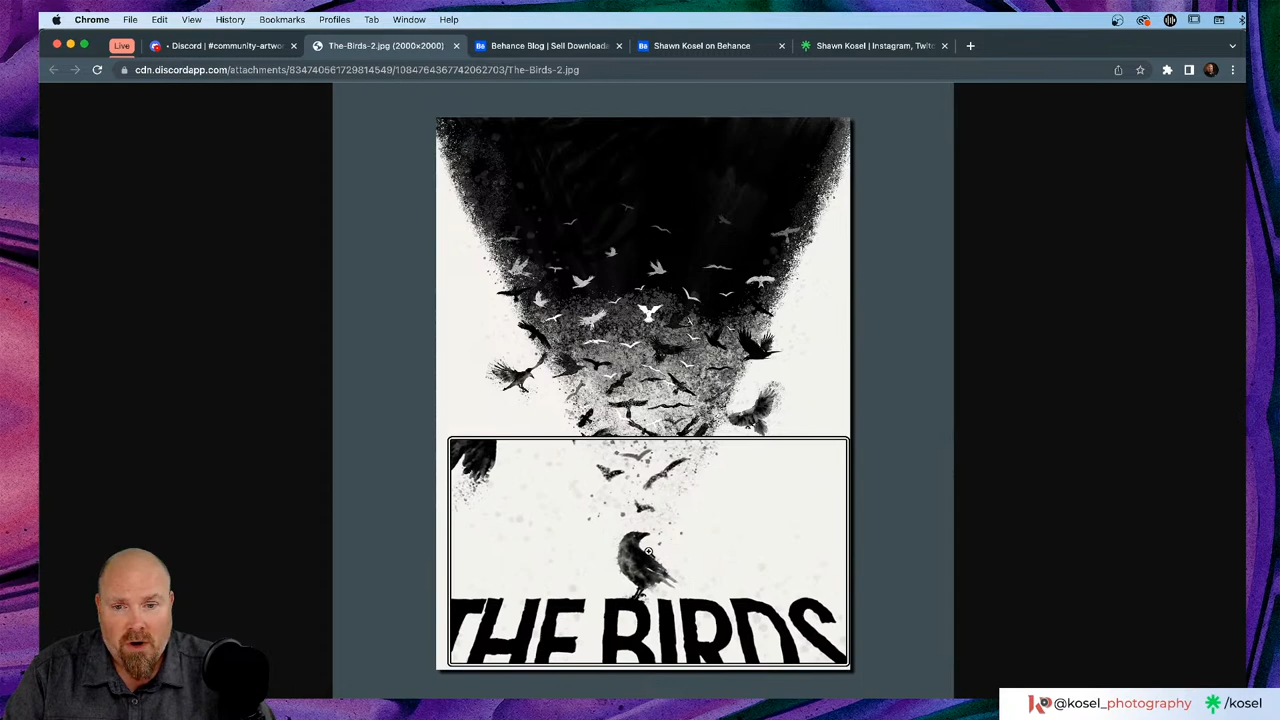 Chrome File Edit View History Bookmarks Profiles Tab Window Help
Live
Discord | #community-artwo
The-Birds-2.jpg (2000×2000)
Behance Blog | Sell Downloada
Shawn Kosel on Behance
Shawn Kosel | Instagram, Twitc
cdn.discordapp.com/attachments/834740561729814549/1084764367742062703/The-Birds-2.jpg
THE BIRDS
@kosel_photography
/kosel